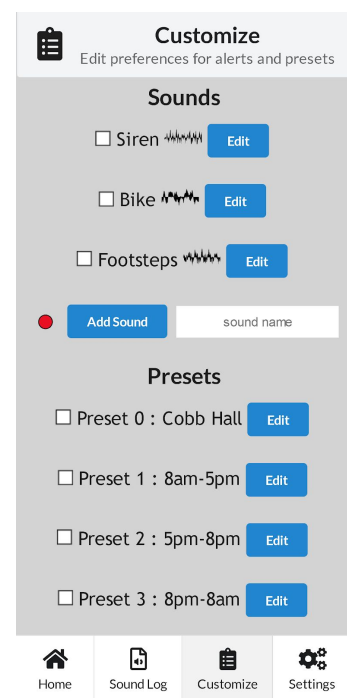 Customize
Edit preferences for alerts and presets
Sounds
Siren Edit
Bike Edit
Footsteps Edit
Add Sound sound name
Presets
Preset 0 : Cobb Hall Edit
Preset 1 : 8am-5pm Edit
Preset 2 : 5pm-8pm Edit
Preset 3 : 8pm-8am Edit
Home Sound Log Customize Settings